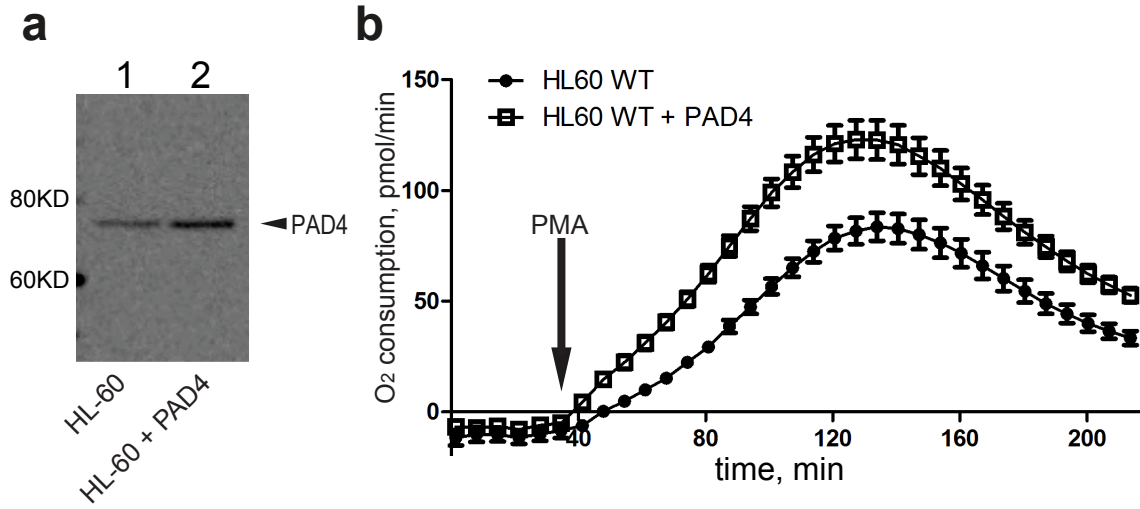 a
1 2
80KD
PAD4
60KD
HL-60
HL-60 + PAD4
b
HL60 WT
HL60 WT + PAD4
PMA
O2 consumption, pmol/min
150
100
50
0
40 80 120 160 200
time, min